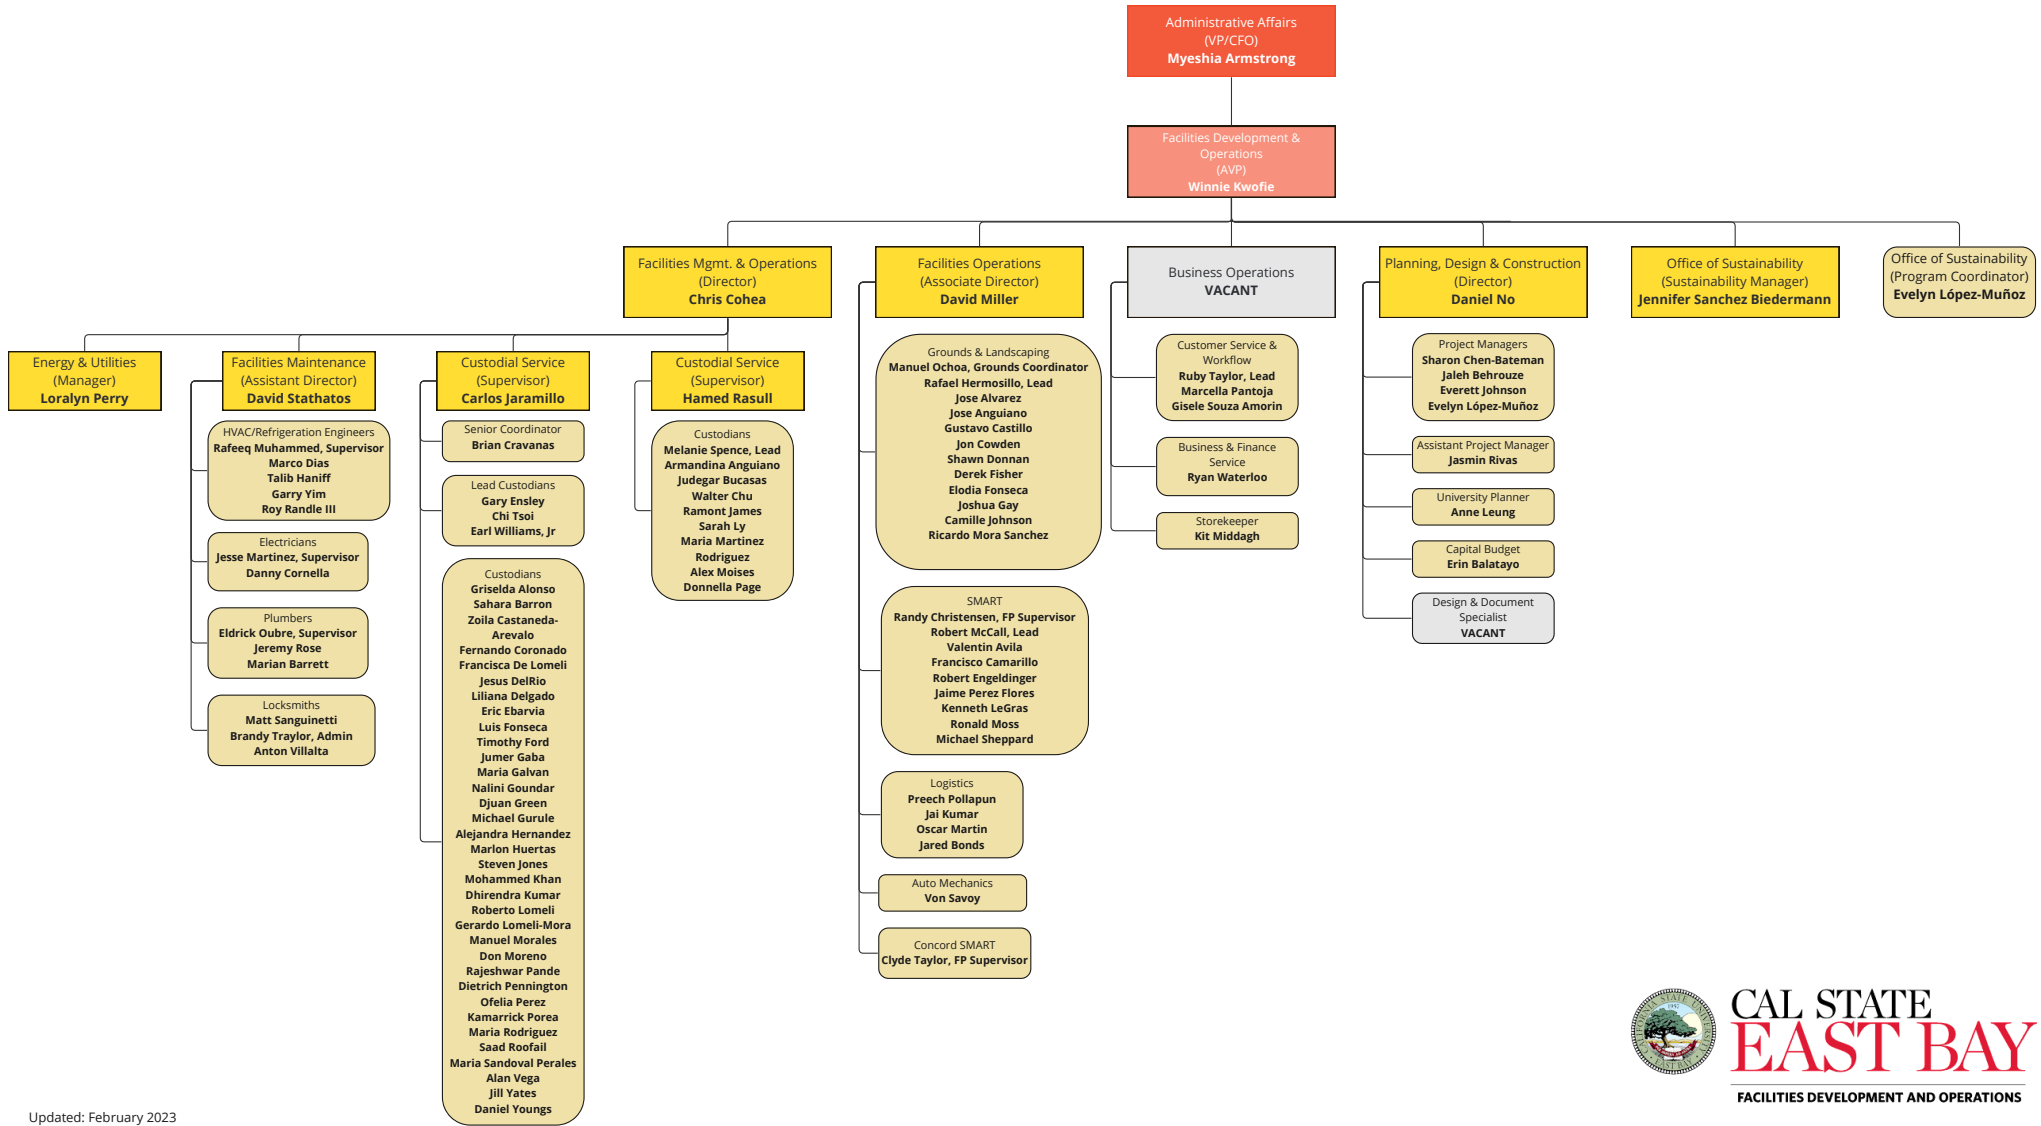 Administrative Affairs
(VP/CFO)
Myeshia Armstrong
Facilities Development &
Operations
(AVP)
Winnie Kwofie
Facilities Mgmt. & Operations
(Director)
Chris Cohea
Facilities Operations
(Associate Director)
David Miller
Business Operations
VACANT
Planning, Design & Construction
(Director)
Daniel No
Office of Sustainability
(Sustainability Manager)
Jennifer Sanchez Biedermann
Office of Sustainability
(Program Coordinator)
Evelyn López-Muñoz
Energy & Utilities
(Manager)
Loralyn Perry
Facilities Maintenance
(Assistant Director)
David Stathatos
Custodial Service
(Supervisor)
Carlos Jaramillo
Custodial Service
(Supervisor)
Hamed Rasull
HVAC/Refrigeration Engineers
Rafeeq Muhammed, Supervisor
Marco Dias
Talib Haniff
Garry Yim
Roy Randle III
Electricians
Jesse Martinez, Supervisor
Danny Cornella
Plumbers
Eldrick Oubre, Supervisor
Jeremy Rose
Marian Barrett
Locksmiths
Matt Sanguinetti
Brandy Traylor, Admin
Anton Villalta
Senior Coordinator
Brian Cravanas
Lead Custodians
Gary Ensley
Chi Tsoi
Earl Williams, Jr
Custodians
Griselda Alonso
Sahara Barron
Zoila Castaneda-
Arevalo
Fernando Coronado
Francisca De Lomeli
Jesus DelRio
Liliana Delgado
Eric Ebarvia
Luis Fonseca
Timothy Ford
Jumer Gaba
Maria Galvan
Nalini Goundar
Djuan Green
Michael Gurule
Alejandra Hernandez
Marlon Huertas
Steven Jones
Mohammed Khan
Dhirendra Kumar
Roberto Lomeli
Gerardo Lomeli-Mora
Manuel Morales
Don Moreno
Rajeshwar Pande
Dietrich Pennington
Ofelia Perez
Kamarrick Porea
Maria Rodriguez
Saad Roofail
Maria Sandoval Perales
Alan Vega
Jill Yates
Daniel Youngs
Custodians
Melanie Spence, Lead
Armandina Anguiano
Judegar Bucasas
Walter Chu
Ramont James
Sarah Ly
Maria Martinez
Rodriguez
Alex Moises
Donnella Page
Grounds & Landscaping
Manuel Ochoa, Grounds Coordinator
Rafael Hermosillo, Lead
Jose Alvarez
Jose Anguiano
Gustavo Castillo
Jon Cowden
Shawn Donnan
Derek Fisher
Elodia Fonseca
Joshua Gay
Camille Johnson
Ricardo Mora Sanchez
SMART
Randy Christensen, FP Supervisor
Robert McCall, Lead
Valentin Avila
Francisco Camarillo
Robert Engeldinger
Jaime Perez Flores
Kenneth LeGras
Ronald Moss
Michael Sheppard
Logistics
Preech Pollapun
Jai Kumar
Oscar Martin
Jared Bonds
Auto Mechanics
Von Savoy
Concord SMART
Clyde Taylor, FP Supervisor
Customer Service &
Workflow
Ruby Taylor, Lead
Marcella Pantoja
Gisele Souza Amorin
Business & Finance
Service
Ryan Waterloo
Storekeeper
Kit Middagh
Project Managers
Sharon Chen-Bateman
Jaleh Behrouze
Everett Johnson
Evelyn López-Muñoz
Assistant Project Manager
Jasmin Rivas
University Planner
Anne Leung
Capital Budget
Erin Balatayo
Design & Document
Specialist
VACANT
CALIFORNIA STATE UNIVERSITY
1957
EAST BAY
CAL STATE
EAST BAY
FACILITIES DEVELOPMENT AND OPERATIONS
Updated: February 2023